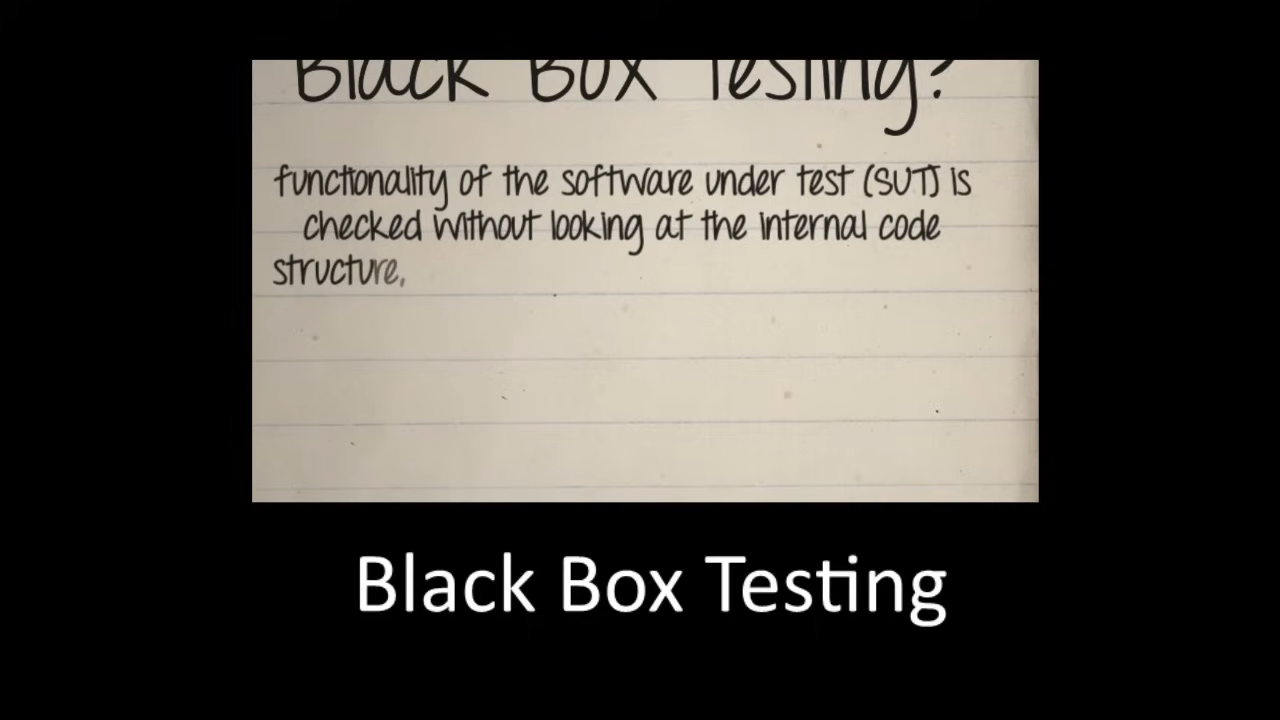 Black Box Testing?
functionality of the software under test (SUT) is
checked without looking at the internal code
structure,
Black Box Testing